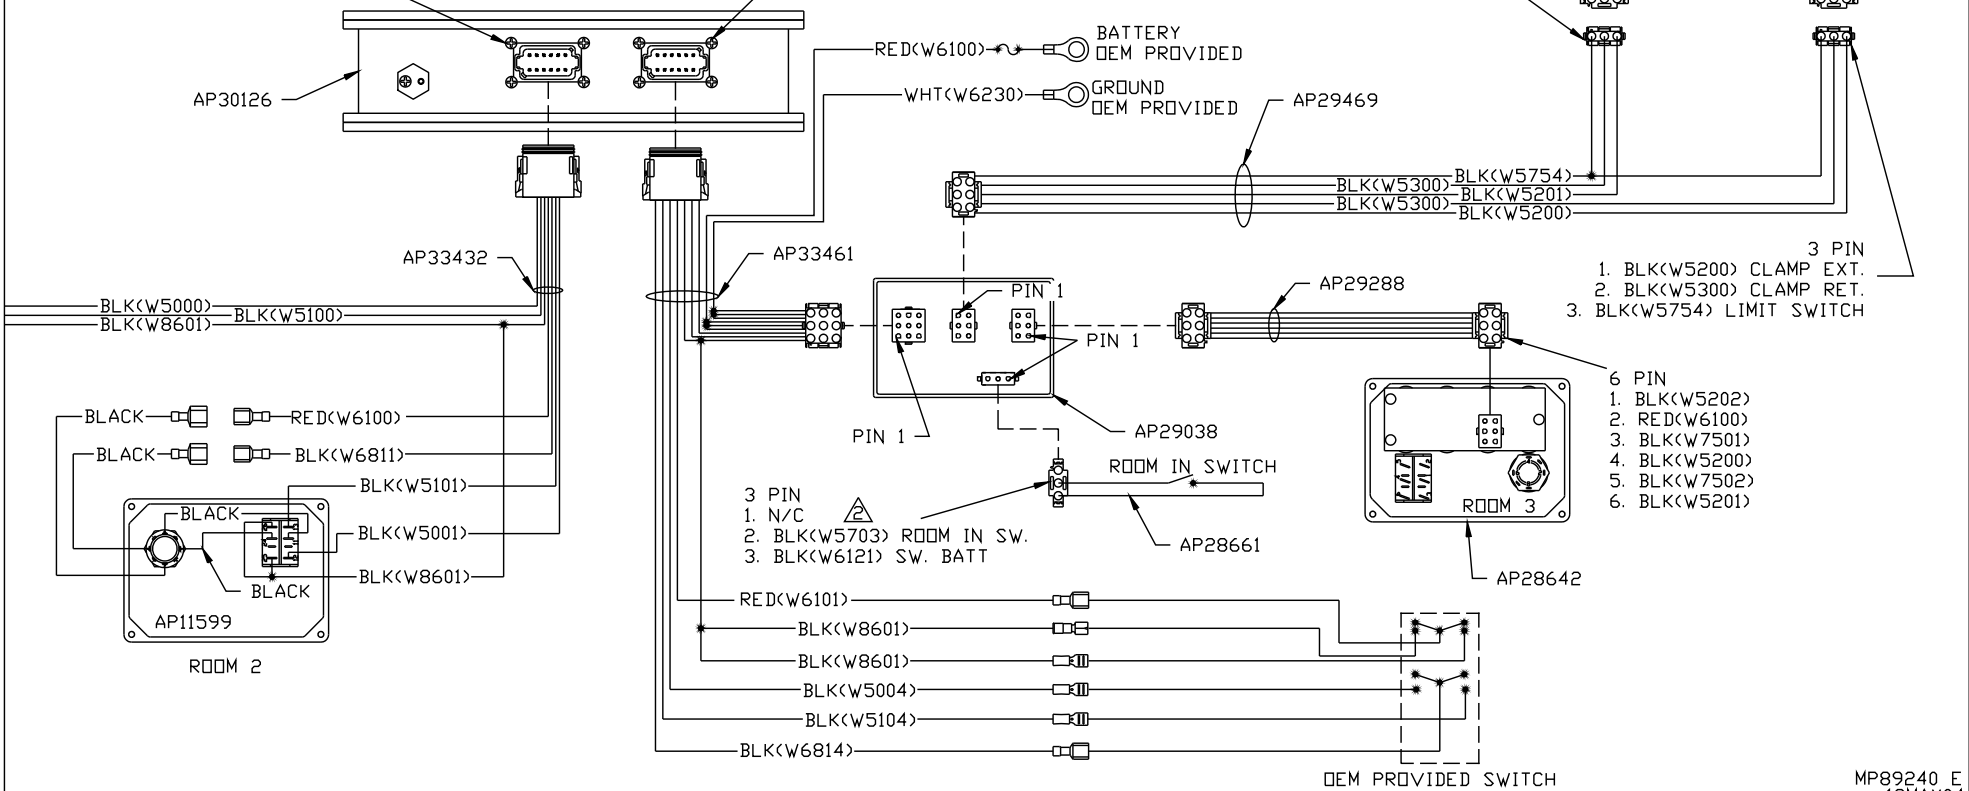 RED(W6100)
BATTERY
OEM PROVIDED
WHT(W6230)
GROUND
OEM PROVIDED
AP30126
AP29469
BLK(W5754)
BLK(W5300)
BLK(W5201)
BLK(W5300)
BLK(W5200)
AP33432
AP33461
3 PIN
1. BLK(W5200) CLAMP EXT.
2. BLK(W5300) CLAMP RET.
3. BLK(W5754) LIMIT SWITCH
BLK(W5000)
BLK(W5100)
BLK(W8601)
PIN 1
PIN 1
PIN 1
AP29288
AP29038
6 PIN
1. BLK(W5202)
2. RED(W6100)
3. BLK(W7501)
4. BLK(W5200)
5. BLK(W7502)
6. BLK(W5201)
BLACK
RED(W6100)
BLACK
BLK(W6811)
BLK(W5101)
BLACK
BLK(W5001)
BLK(W8601)
BLACK
AP11599
ROOM 2
ROOM IN SWITCH
3 PIN
1. N/C
2
2. BLK(W5703) ROOM IN SW.
3. BLK(W6121) SW. BATT
AP28661
ROOM 3
AP28642
RED(W6101)
BLK(W8601)
BLK(W8601)
BLK(W5004)
BLK(W5104)
BLK(W6814)
OEM PROVIDED SWITCH
MP89240 E